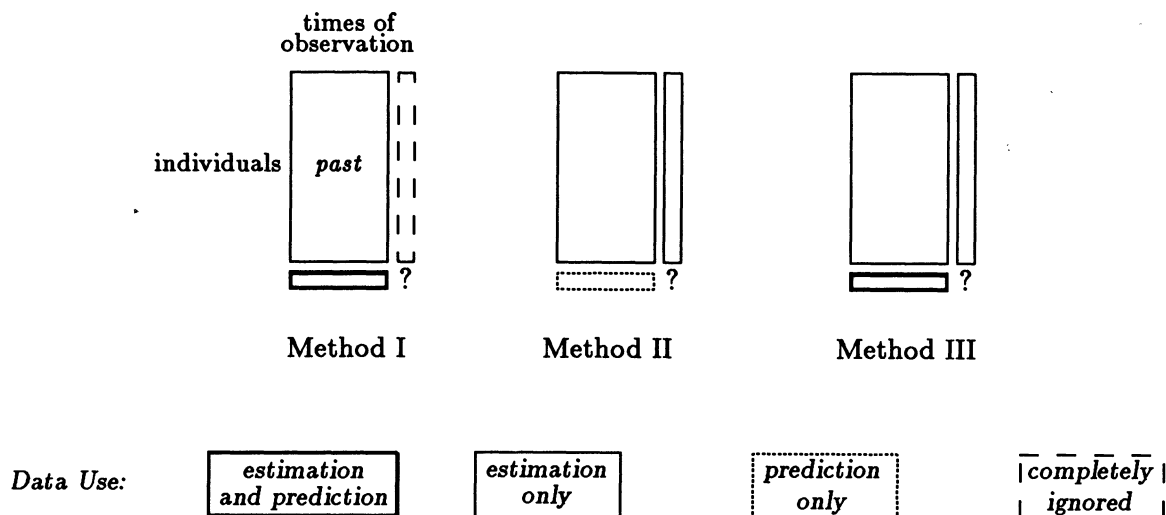 times of
observation
individuals
past
?
?
?
Method I
Method II
Method III
Data Use:
estimation
and prediction
estimation
only
prediction
only
completely
ignored